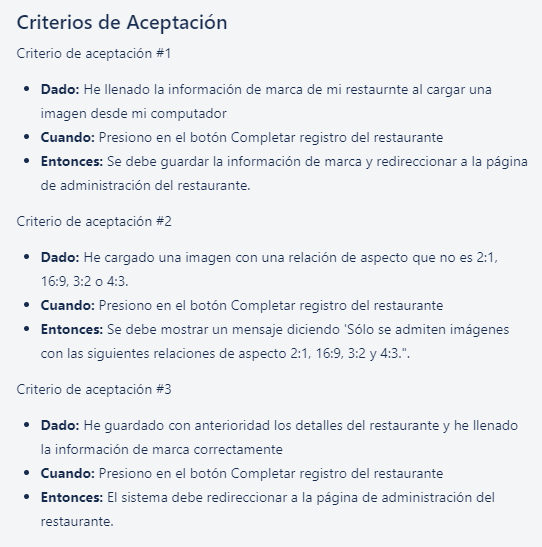 Criterios de Aceptación
Criterio de aceptación #1
• Dado: He llenado la información de marca de mi restaurnte al cargar una
imagen desde mi computador
• Cuando: Presiono en el botón Completar registro del restaurante
• Entonces: Se debe guardar la información de marca y redireccionar a la página
de administración del restaurante.
Criterio de aceptación #2
• Dado: He cargado una imagen con una relación de aspecto que no es 2:1,
16:9, 3:2 o 4:3.
• Cuando: Presiono en el botón Completar registro del restaurante
• Entonces: Se debe mostrar un mensaje diciendo 'Sólo se admiten imágenes
con las siguientes relaciones de aspecto 2:1, 16:9, 3:2 y 4:3.".
Criterio de aceptación #3
• Dado: He guardado con anterioridad los detalles del restaurante y he llenado
la información de marca correctamente
• Cuando: Presiono en el botón Completar registro del restaurante
• Entonces: El sistema debe redireccionar a la página de administración del
restaurante.